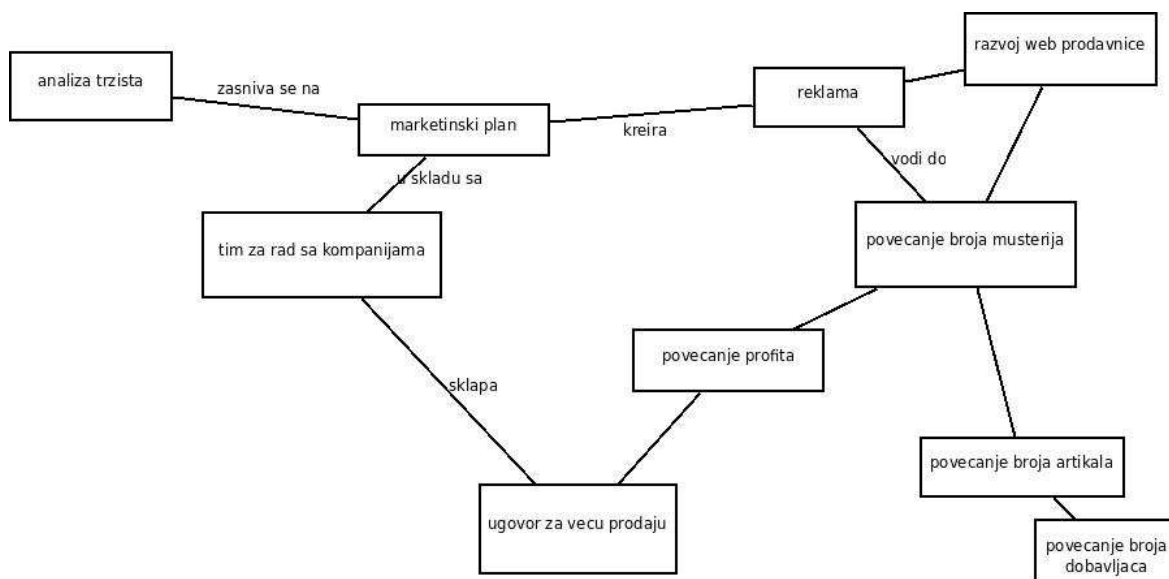 razvoj web prodavnice
analiza trzista
zasniva se na
reklama
marketinski plan
kreira
vodi do
u skladu sa
tim za rad sa kompanijama
povecanje broja musterija
povecanje profita
sklapa
povecanje broja artikala
ugovor za vecu prodaju
povecanje broja
dobavljaca